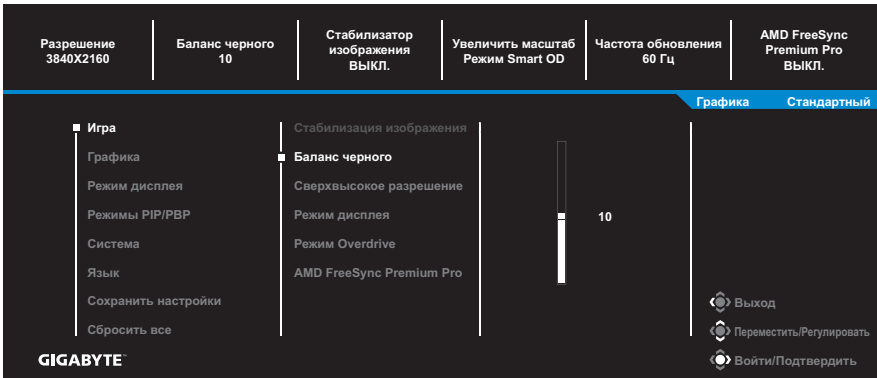 Разрешение
3840X2160
Баланс черного
10
Стабилизатор
изображения
ВЫКЛ.
Увеличить масштаб
Режим Smart OD
Частота обновления
60 Гц
AMD FreeSync
Premium Pro
ВЫКЛ.
Графика Стандартный
Игра
Графика
Режим дисплея
Режимы PIP/PBP
Система
Язык
Сохранить настройки
Сбросить все
Стабилизация изображения
Баланс черного
Сверхвысокое разрешение
Режим дисплея
Режим Overdrive
AMD FreeSync Premium Pro
10
Выход
Переместить/Регулировать
Войти/Подтвердить
GIGABYTE™